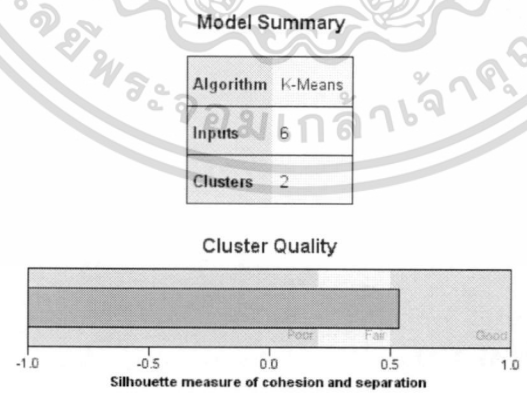 Model Summary
Algorithm K-Means
Inputs 6
Clusters 2
Cluster Quality
Poor Fair Good
-1.0 -0.5 0.0 0.5 1.0
Silhouette measure of cohesion and separation